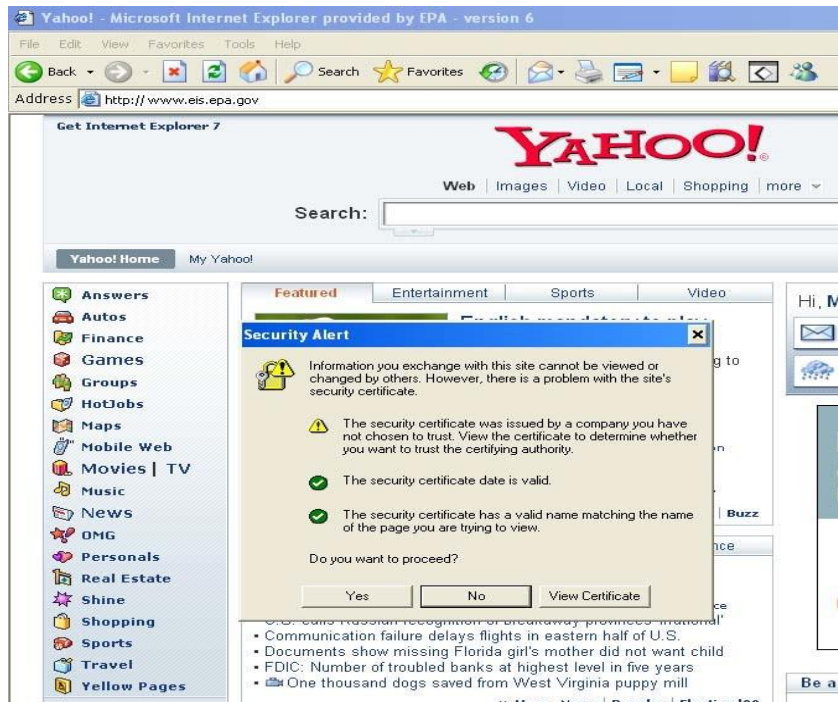 Yahoo! - Microsoft Internet Explorer provided by EPA - version 6
File Edit View Favorites Tools Help
Back Search Favorites
Address http://www.eis.epa.gov
Get Internet Explorer 7
YAHOO!
Web | Images | Video | Local | Shopping | more
Search:
Yahoo! Home My Yahoo!
Answers
Autos
Finance
Games
Groups
HotJobs
Maps
Mobile Web
Movies | TV
Music
News
OMG
Personals
Real Estate
Shine
Shopping
Sports
Travel
Yellow Pages
Featured Entertainment Sports Video
Hi, M
g to
Security Alert
Information you exchange with this site cannot be viewed or
changed by others. However, there is a problem with the site's
security certificate.
The security certificate was issued by a company you have
not chosen to trust. View the certificate to determine whether
you want to trust the certifying authority.
The security certificate date is valid.
The security certificate has a valid name matching the name
of the page you are trying to view.
Do you want to proceed?
Yes No View Certificate
| Buzz
nce
ce
• Communication failure delays flights in eastern half of U.S.
• Documents show missing Florida girl's mother did not want child
• FDIC: Number of troubled banks at highest level in five years
• One thousand dogs saved from West Virginia puppy mill
Be a